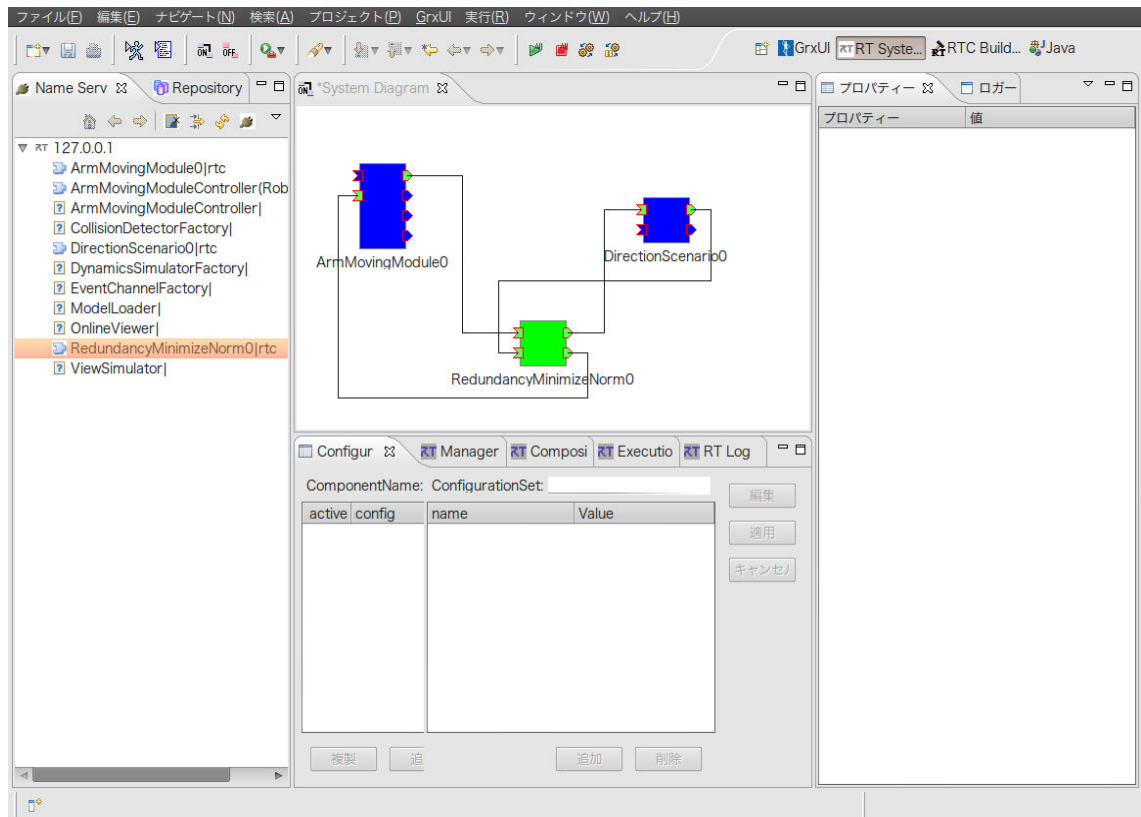 ファイル(F) 編集(E) ナビゲート(N) 検索(A) プロジェクト(P) GrxUI 実行(R) ウィンドウ(W) ヘルプ(H)
ON OFF
GrxUI RT Syste... RTC Build... Java
Name Serv Repository
127.0.0.1
ArmMovingModule0|rtc
ArmMovingModuleController(Rob
ArmMovingModuleController|
CollisionDetectorFactory|
DirectionScenario0|rtc
DynamicsSimulatorFactory|
EventChannelFactory|
ModelLoader|
OnlineViewer|
RedundancyMinimizeNorm0|rtc
ViewSimulator|
*System Diagram
ArmMovingModule0
DirectionScenario0
RedundancyMinimizeNorm0
Configur Manager Composi Executio RT Log
ComponentName: ConfigurationSet:
active config name Value
編集
適用
キャンセル
複製 追 追加 削除
プロパティー ロガー
プロパティー 値